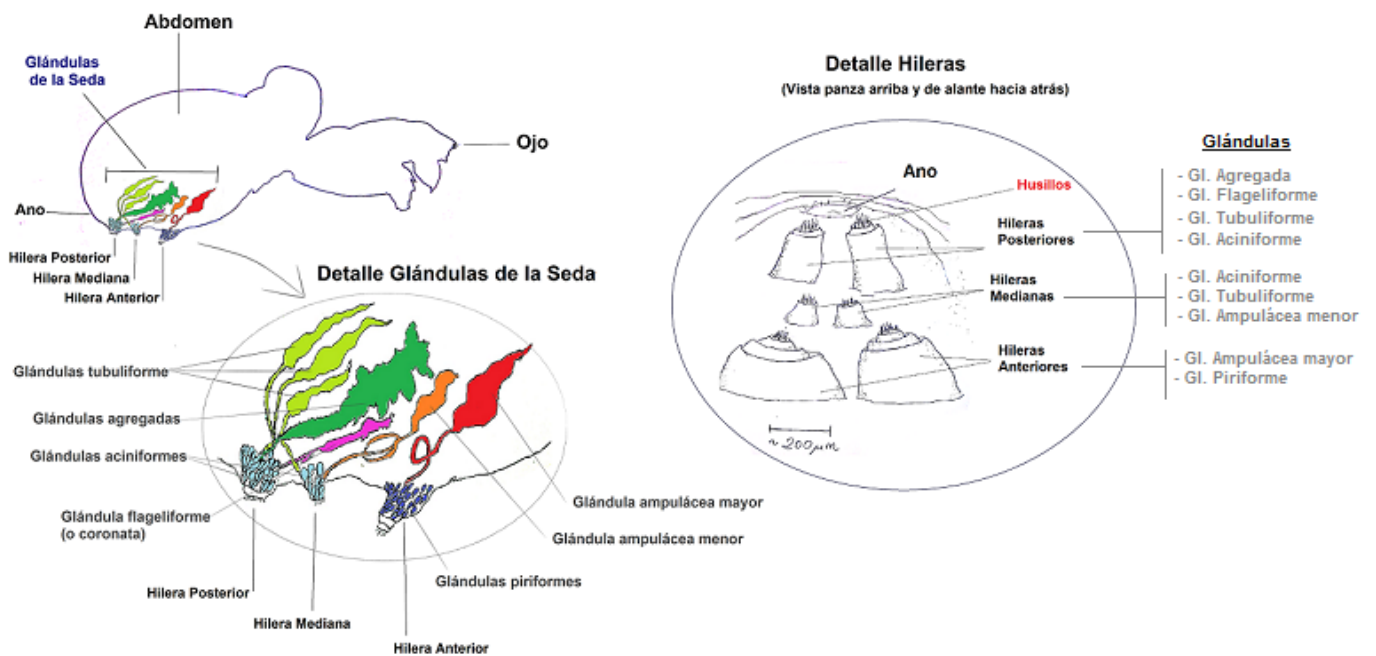 Abdomen
Glándulas
de la Seda
Ojo
Ano
Hilera Posterior
Hilera Mediana
Hilera Anterior
Detalle Glándulas de la Seda
Glándulas tubuliforme
Glándulas agregadas
Glándulas aciniformes
Glándula flageliforme
(o coronata)
Glándula ampulácea mayor
Glándula ampulácea menor
Glándulas piriformes
Hilera Posterior
Hilera Mediana
Hilera Anterior
Detalle Hileras
(Vista panza arriba y de alante hacia atrás)
Ano
Husillos
Hileras
Posteriores
Hileras
Medianas
Hileras
Anteriores
~ 200µm
Glándulas
- Gl. Agregada
- Gl. Flageliforme
- Gl. Tubuliforme
- Gl. Aciniforme
- Gl. Aciniforme
- Gl. Tubuliforme
- Gl. Ampulácea menor
- Gl. Ampulácea mayor
- Gl. Piriforme